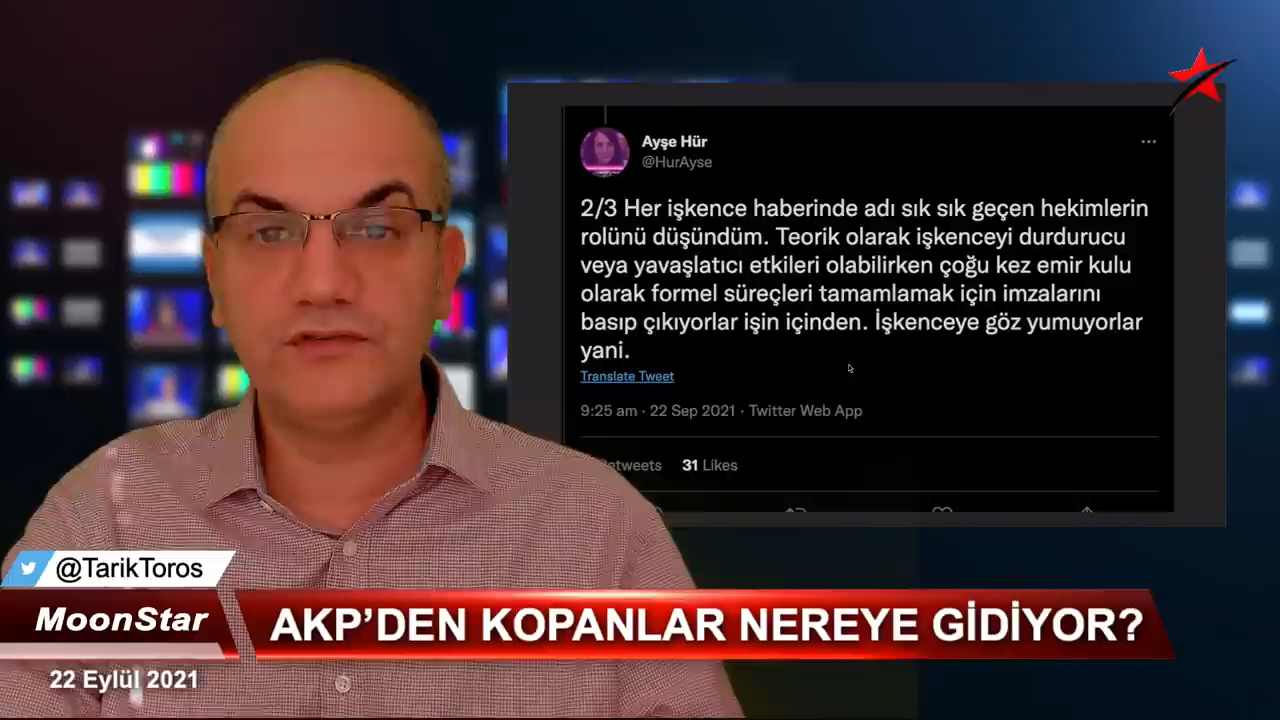 Ayşe Hür
@HurAyse
2/3 Her işkence haberinde adı sık sık geçen hekimlerin
rolünü düşündüm. Teorik olarak işkenceyi durdurucu
veya yavaşlatıcı etkileri olabilirken çoğu kez emir kulu
olarak formel süreçleri tamamlamak için imzalarını
basıp çıkıyorlar işin içinden. İşkenceye göz yumuyorlar
yani.
Translate Tweet
9:25 am · 22 Sep 2021 · Twitter Web App
31 Likes
@TarikToros
MoonStar
AKP'DEN KOPANLAR NEREYE GİDİYOR?
22 Eylül 2021